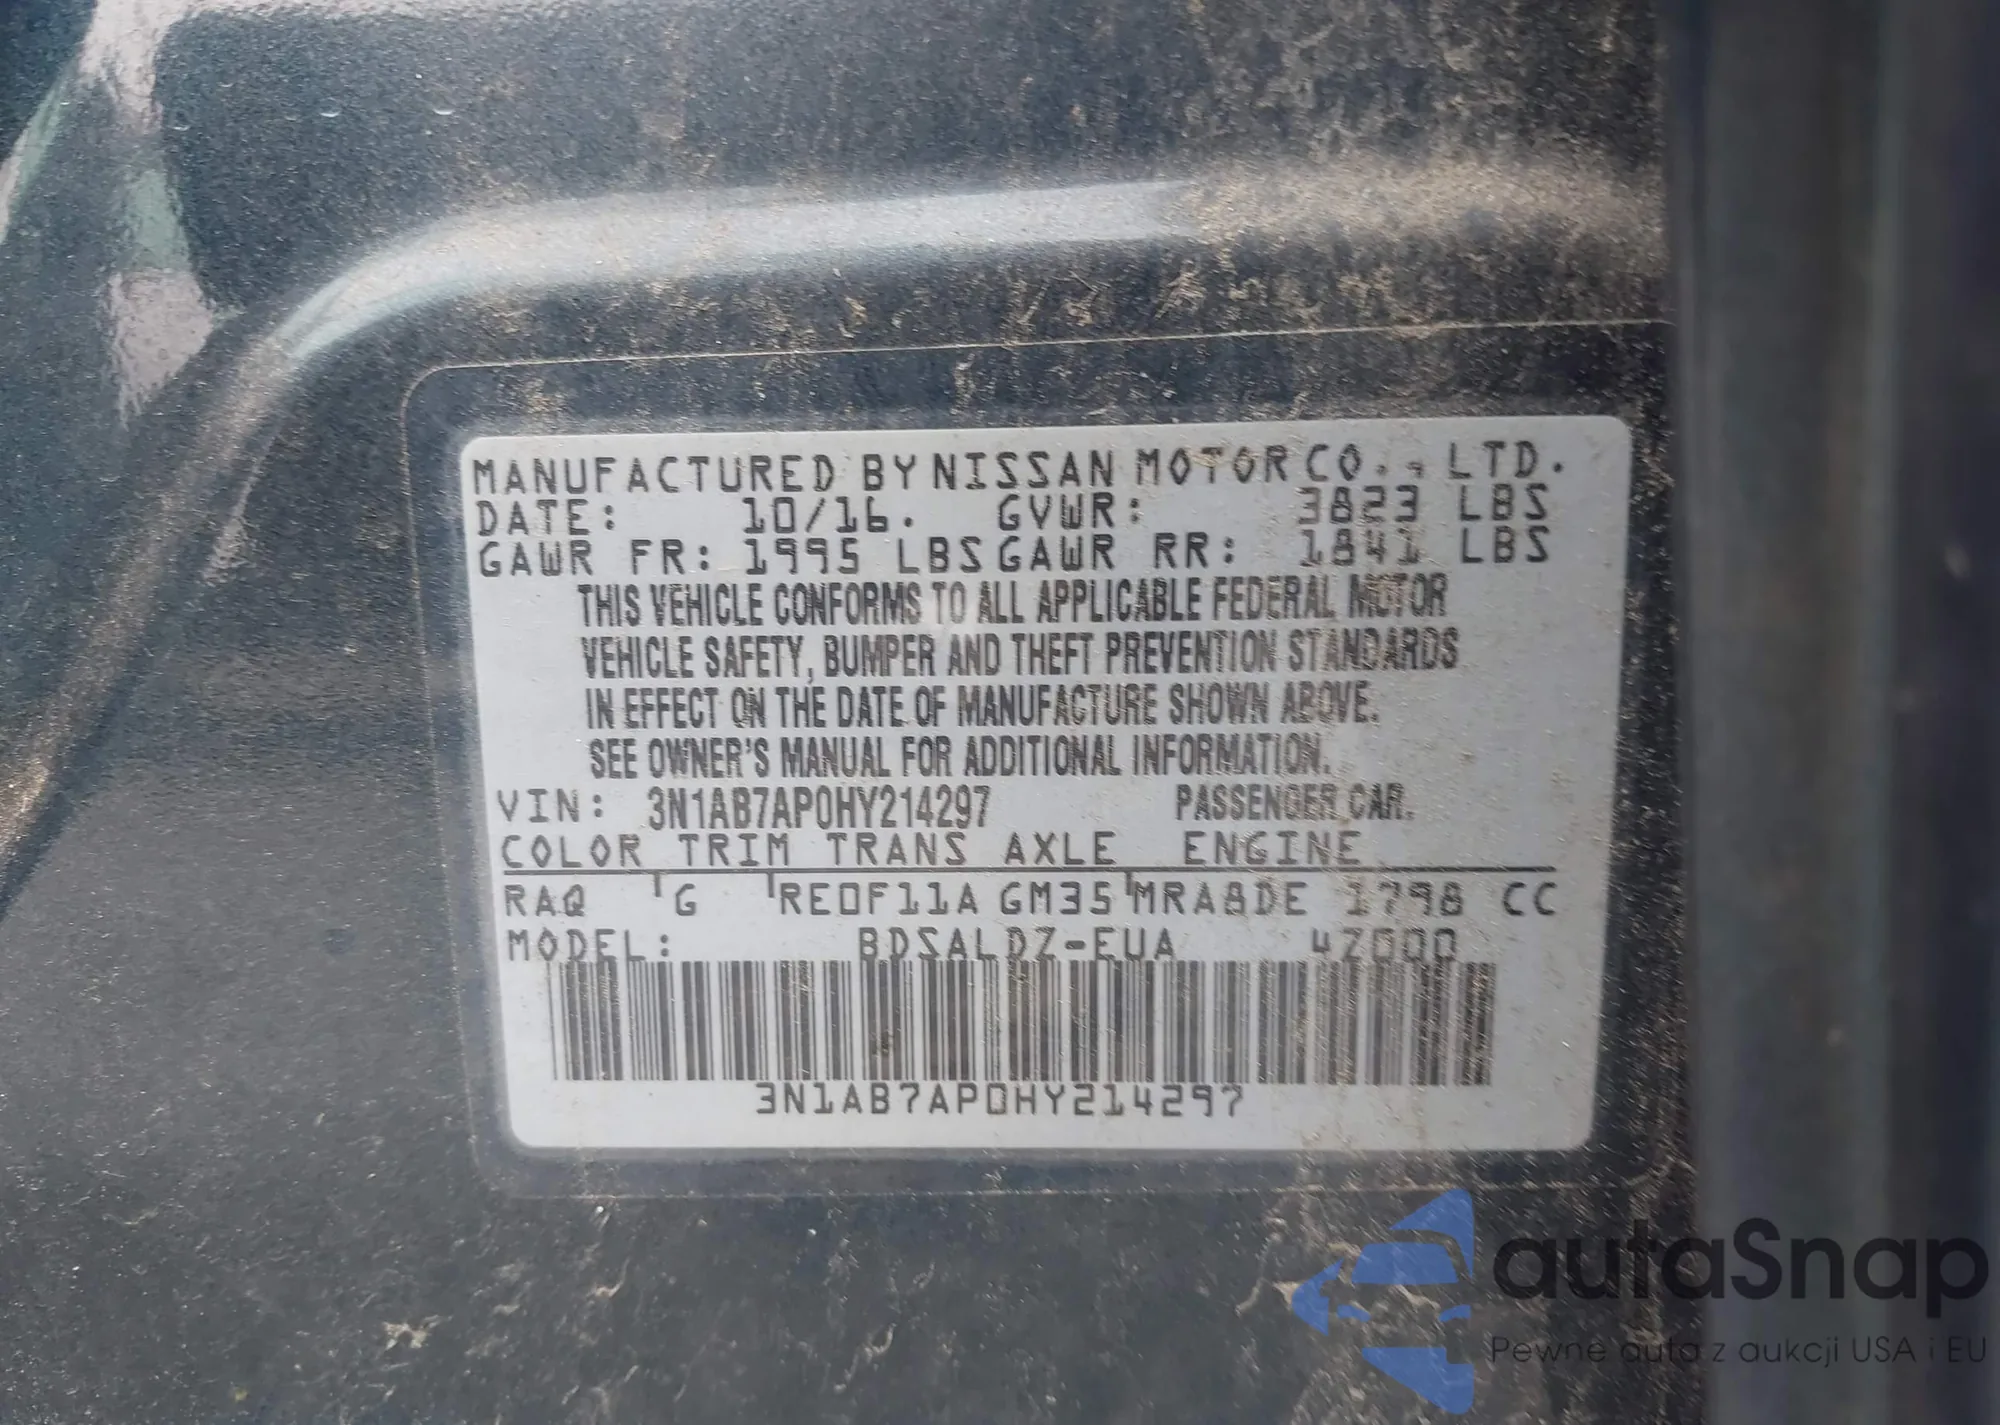 MANUFACTURED BY NISSAN MOTOR CO., LTD.
DATE: 10/16. GVWR: 3823 LBS
GAWR FR: 1995 LBS GAWR RR: 1841 LBS
THIS VEHICLE CONFORMS TO ALL APPLICABLE FEDERAL MOTOR
VEHICLE SAFETY, BUMPER AND THEFT PREVENTION STANDARDS
IN EFFECT ON THE DATE OF MANUFACTURE SHOWN ABOVE.
SEE OWNER'S MANUAL FOR ADDITIONAL INFORMATION.
VIN: 3N1AB7AP0HY214297 PASSENGER CAR.
COLOR TRIM TRANS AXLE ENGINE
RAQ G RE0F11A GM35 MRA8DE 1798 CC
MODEL: BDSALDZ-EUA 4Z000
3N1AB7AP0HY214297
autaSnap
Pewne auta z aukcji USA i EU